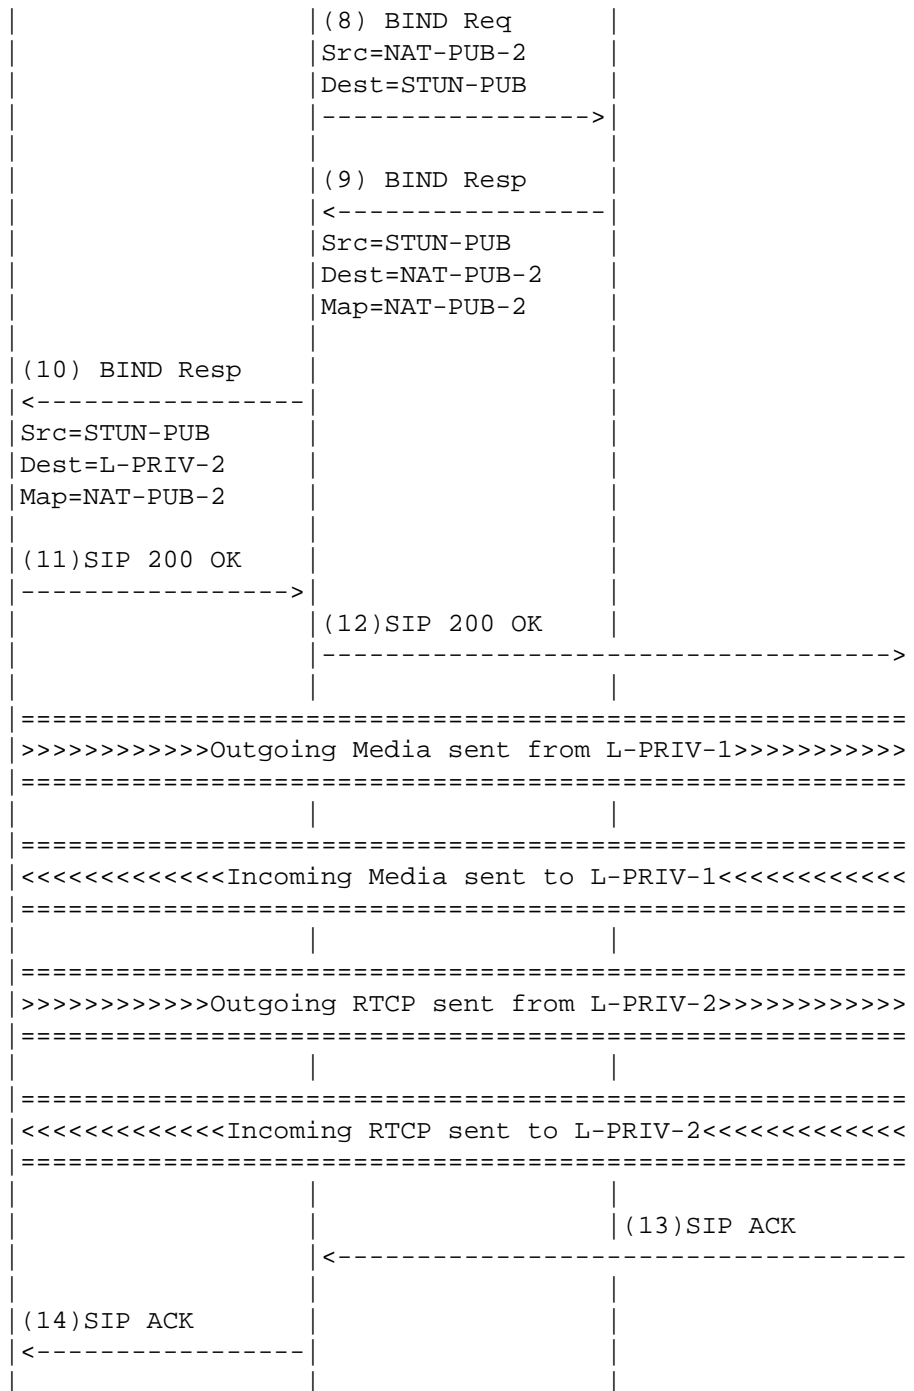 (8) BIND Req
Src=NAT-PUB-2
Dest=STUN-PUB
----------------->
(9) BIND Resp
<-----------------
Src=STUN-PUB
Dest=NAT-PUB-2
Map=NAT-PUB-2
(10) BIND Resp
<-----------------
Src=STUN-PUB
Dest=L-PRIV-2
Map=NAT-PUB-2
(11)SIP 200 OK
----------------->
(12)SIP 200 OK
------------------------------------>
========================================================
>>>>>>>>>>>>Outgoing Media sent from L-PRIV-1>>>>>>>>>>>
========================================================
========================================================
<<<<<<<<<<<<<Incoming Media sent to L-PRIV-1<<<<<<<<<<<<
========================================================
========================================================
>>>>>>>>>>>>Outgoing RTCP sent from L-PRIV-2>>>>>>>>>>>>
========================================================
========================================================
<<<<<<<<<<<<<Incoming RTCP sent to L-PRIV-2<<<<<<<<<<<<<
========================================================
(13)SIP ACK
<------------------------------------
(14)SIP ACK
<-----------------